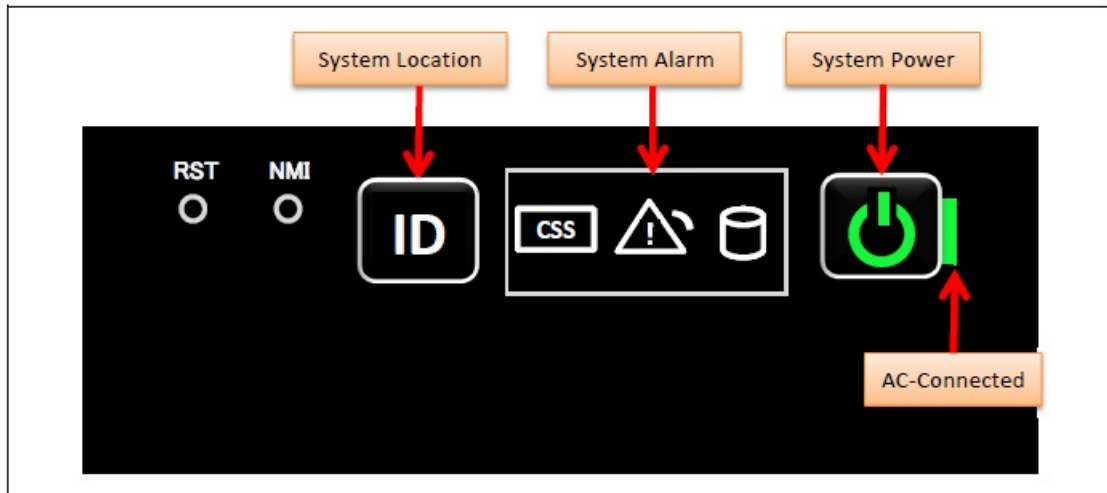 System Location
System Alarm
System Power
RST
NMI
ID
CSS
!
AC-Connected